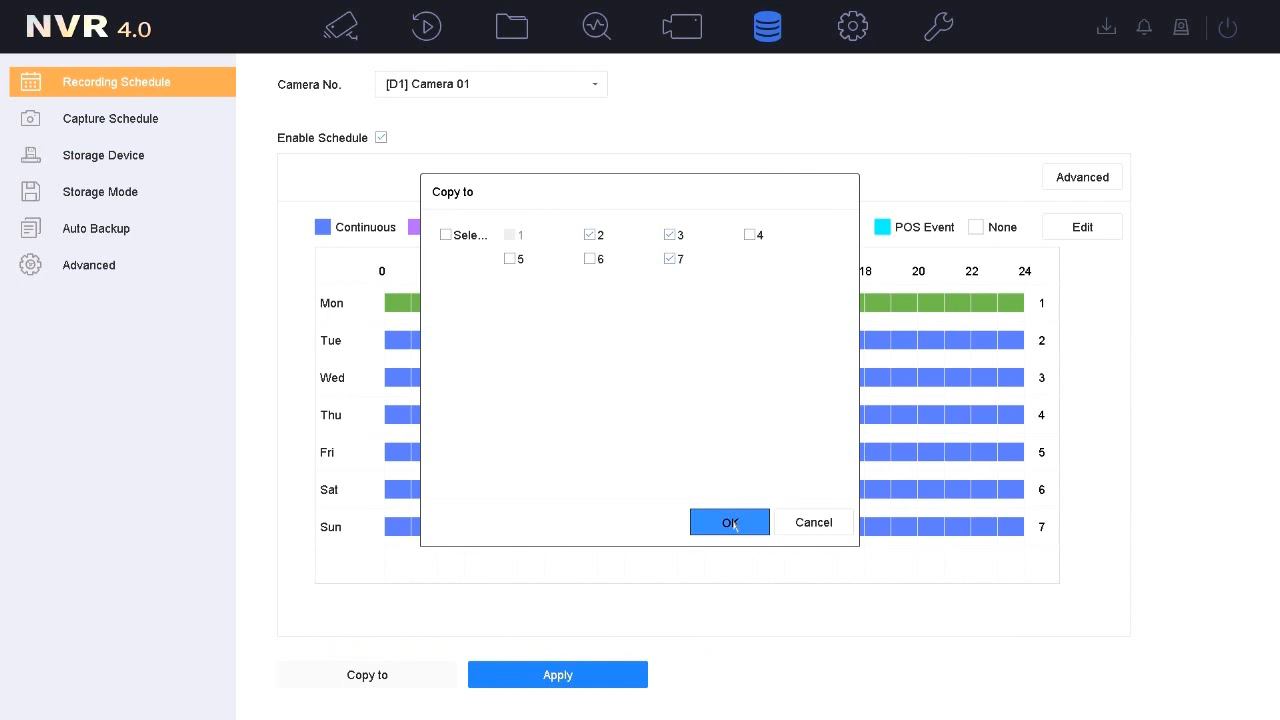 NVR 4.0
Recording Schedule
Capture Schedule
Storage Device
Storage Mode
Auto Backup
Advanced
Camera No. [D1] Camera 01
Enable Schedule
Advanced
Continuous POS Event None Edit
0 18 20 22 24
Mon 1
Tue 2
Wed 3
Thu 4
Fri 5
Sat 6
Sun 7
Copy to
Sele... 1 2 3 4
5 6 7
OK Cancel
Copy to Apply